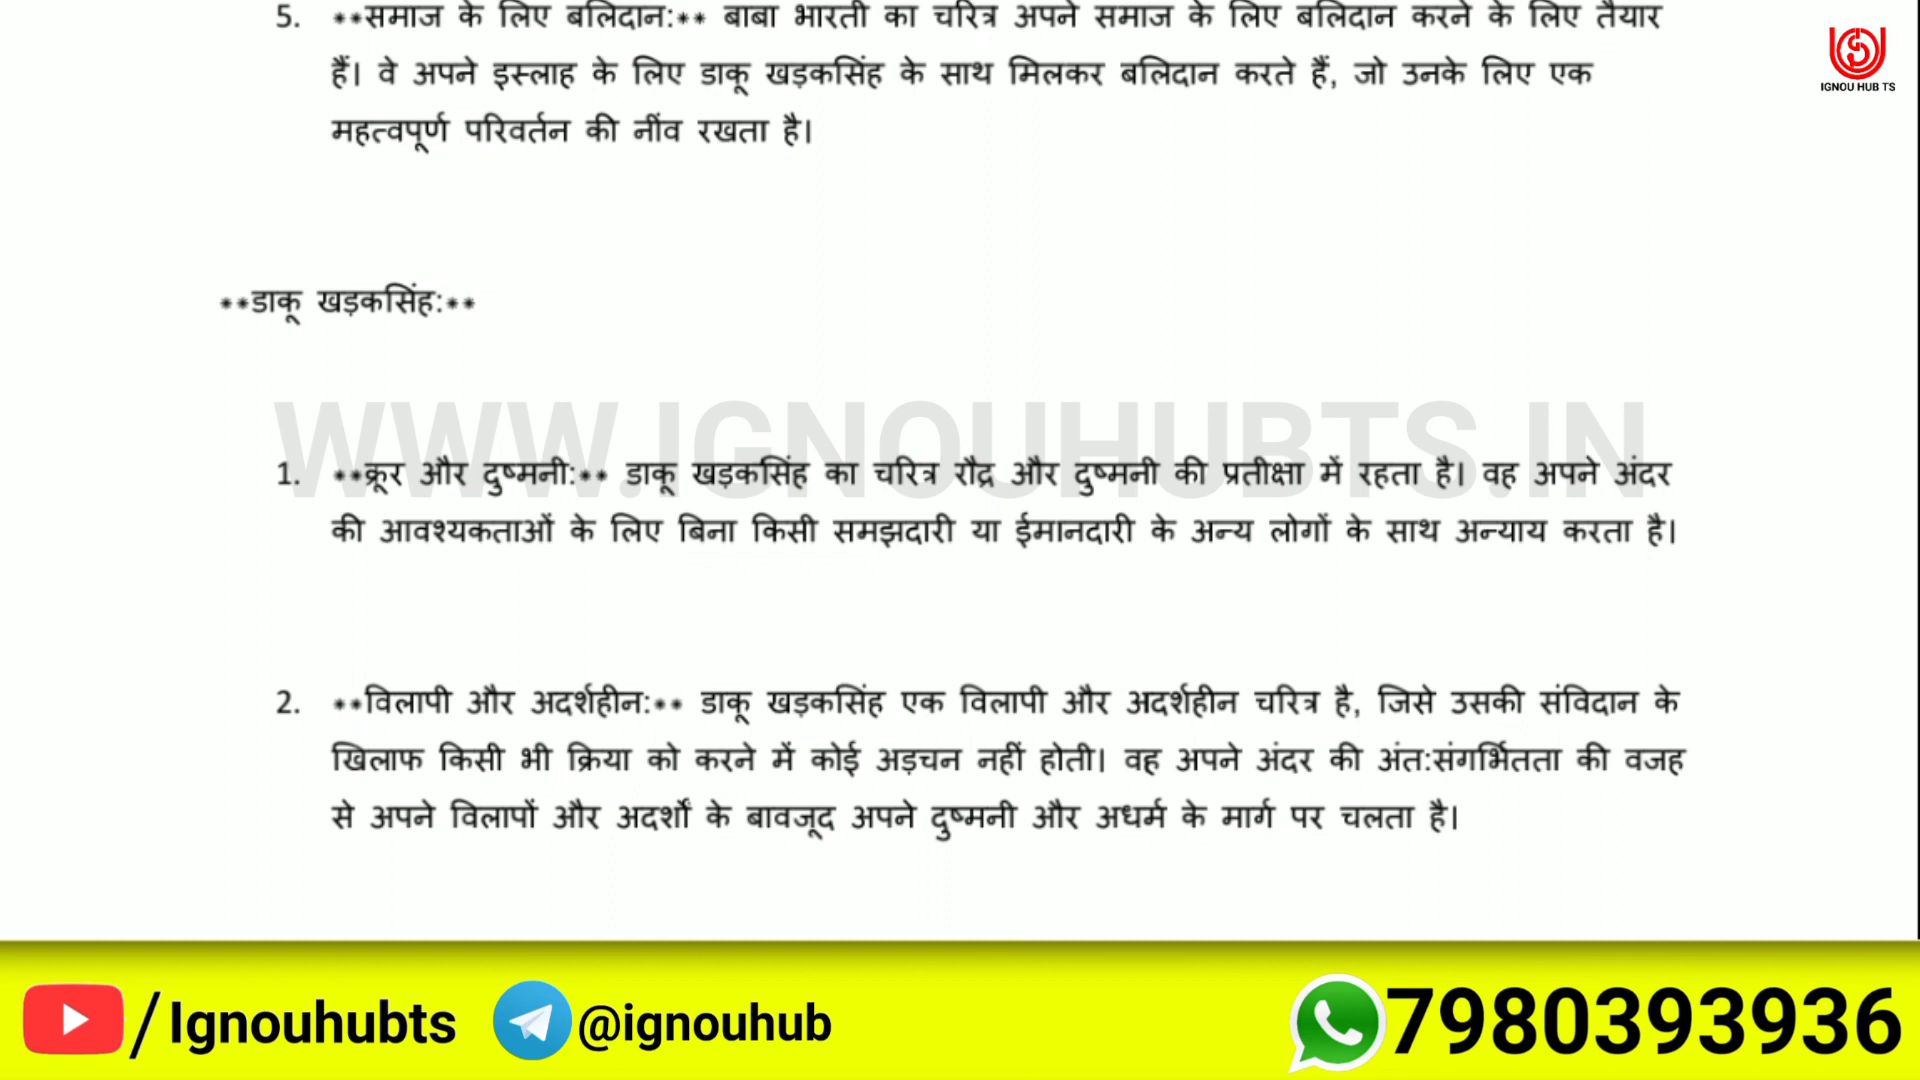 5. **समाज के लिए बलिदान:** बाबा भारती का चरित्र अपने समाज के लिए बलिदान करने के लिए तैयार
हैं। वे अपने इस्लाह के लिए डाकू खड़कसिंह के साथ मिलकर बलिदान करते हैं, जो उनके लिए एक
महत्वपूर्ण परिवर्तन की नींव रखता है।
IGNOU HUB TS
**डाकू खड़कसिंह:**
WWW.IGNOUHUBTS.IN
1. **क्रूर और दुष्मनी:** डाकू खड़कसिंह का चरित्र रौद्र और दुष्मनी की प्रतीक्षा में रहता है। वह अपने अंदर
की आवश्यकताओं के लिए बिना किसी समझदारी या ईमानदारी के अन्य लोगों के साथ अन्याय करता है।
2. **विलापी और अदर्शहीन:** डाकू खड़कसिंह एक विलापी और अदर्शहीन चरित्र है, जिसे उसकी संविदान के
खिलाफ किसी भी क्रिया को करने में कोई अड़चन नहीं होती। वह अपने अंदर की अंत:संगर्भितता की वजह
से अपने विलापों और अदर्शों के बावजूद अपने दुष्मनी और अधर्म के मार्ग पर चलता है।
/Ignouhubts @ignouhub 7980393936